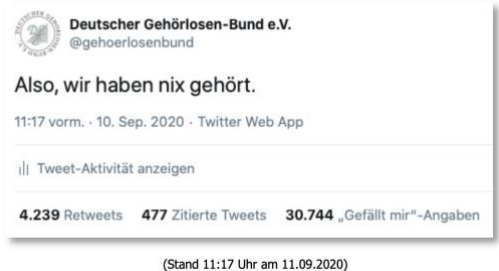 Deutscher Gehörlosen-Bund e.V.
@gehoerlosenbund
Also, wir haben nix gehört.
11:17 vorm. · 10. Sep. 2020 · Twitter Web App
Tweet-Aktivität anzeigen
4.239 Retweets 477 Zitierte Tweets 30.744 „Gefällt mir“-Angaben
(Stand 11:17 Uhr am 11.09.2020)